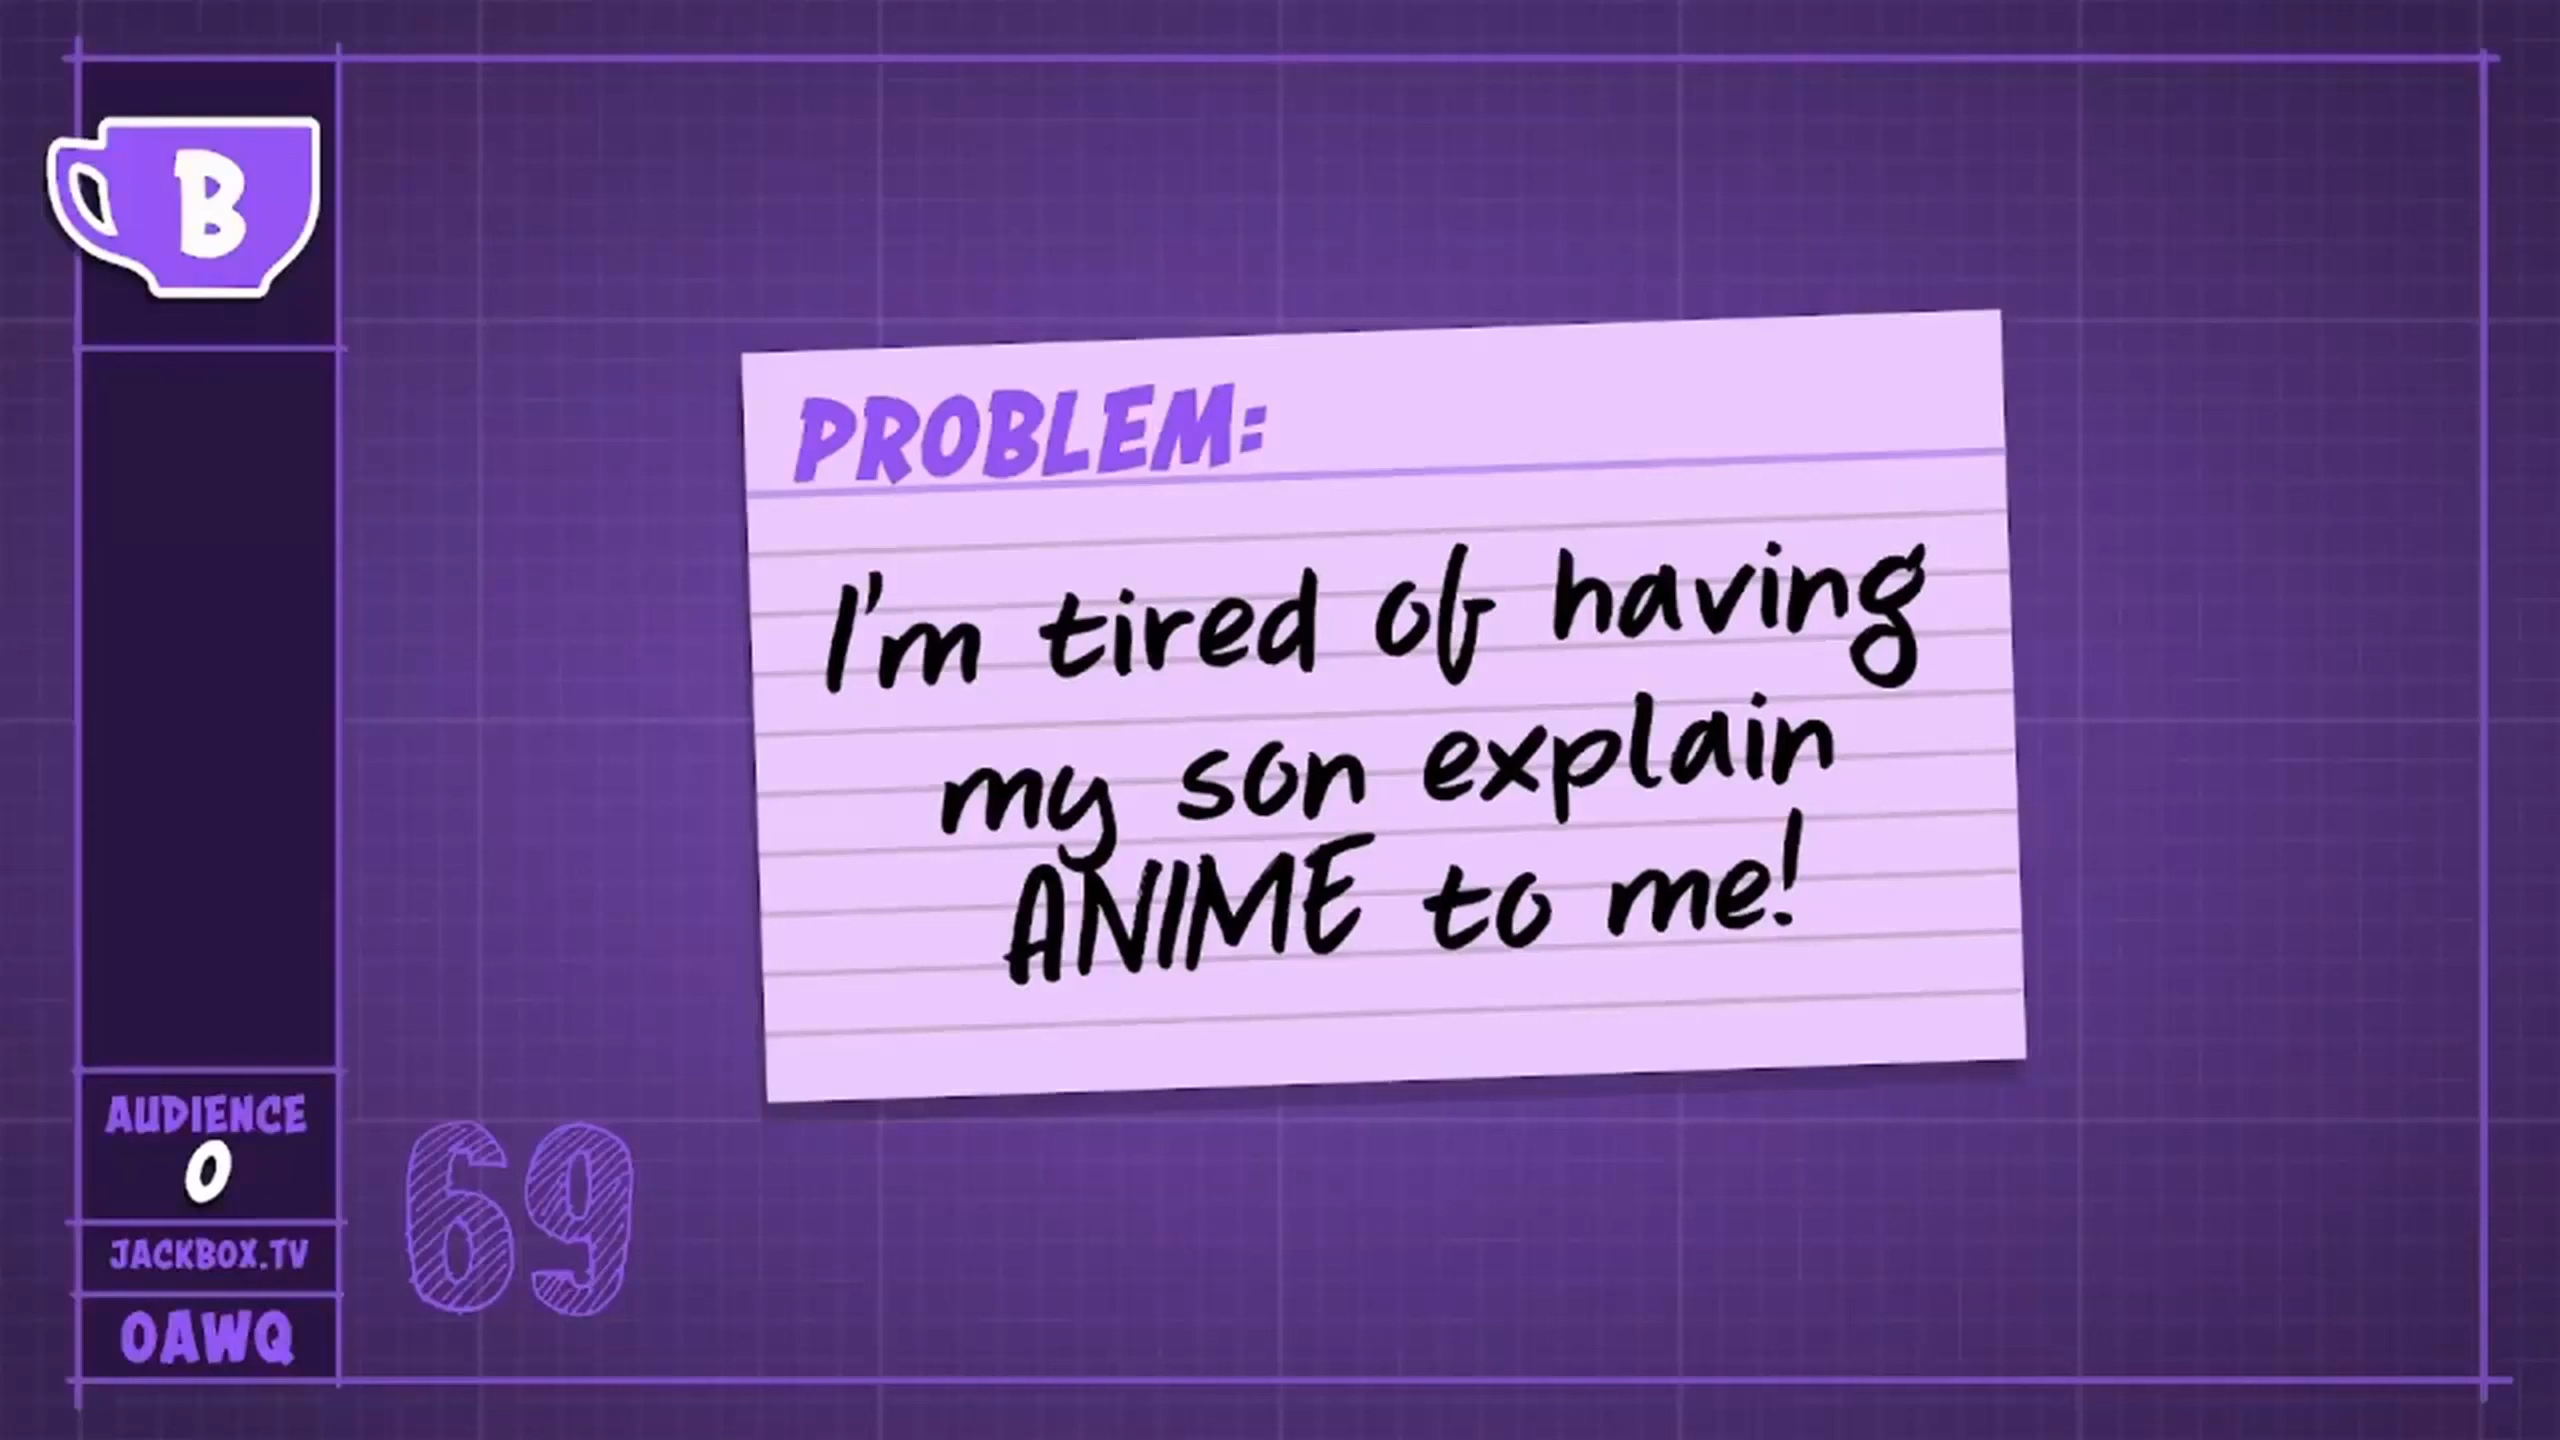 B
PROBLEM:
I'm tired of having
my son explain
ANIME to me!
AUDIENCE
0
JACKBOX.TV
OAWQ
69